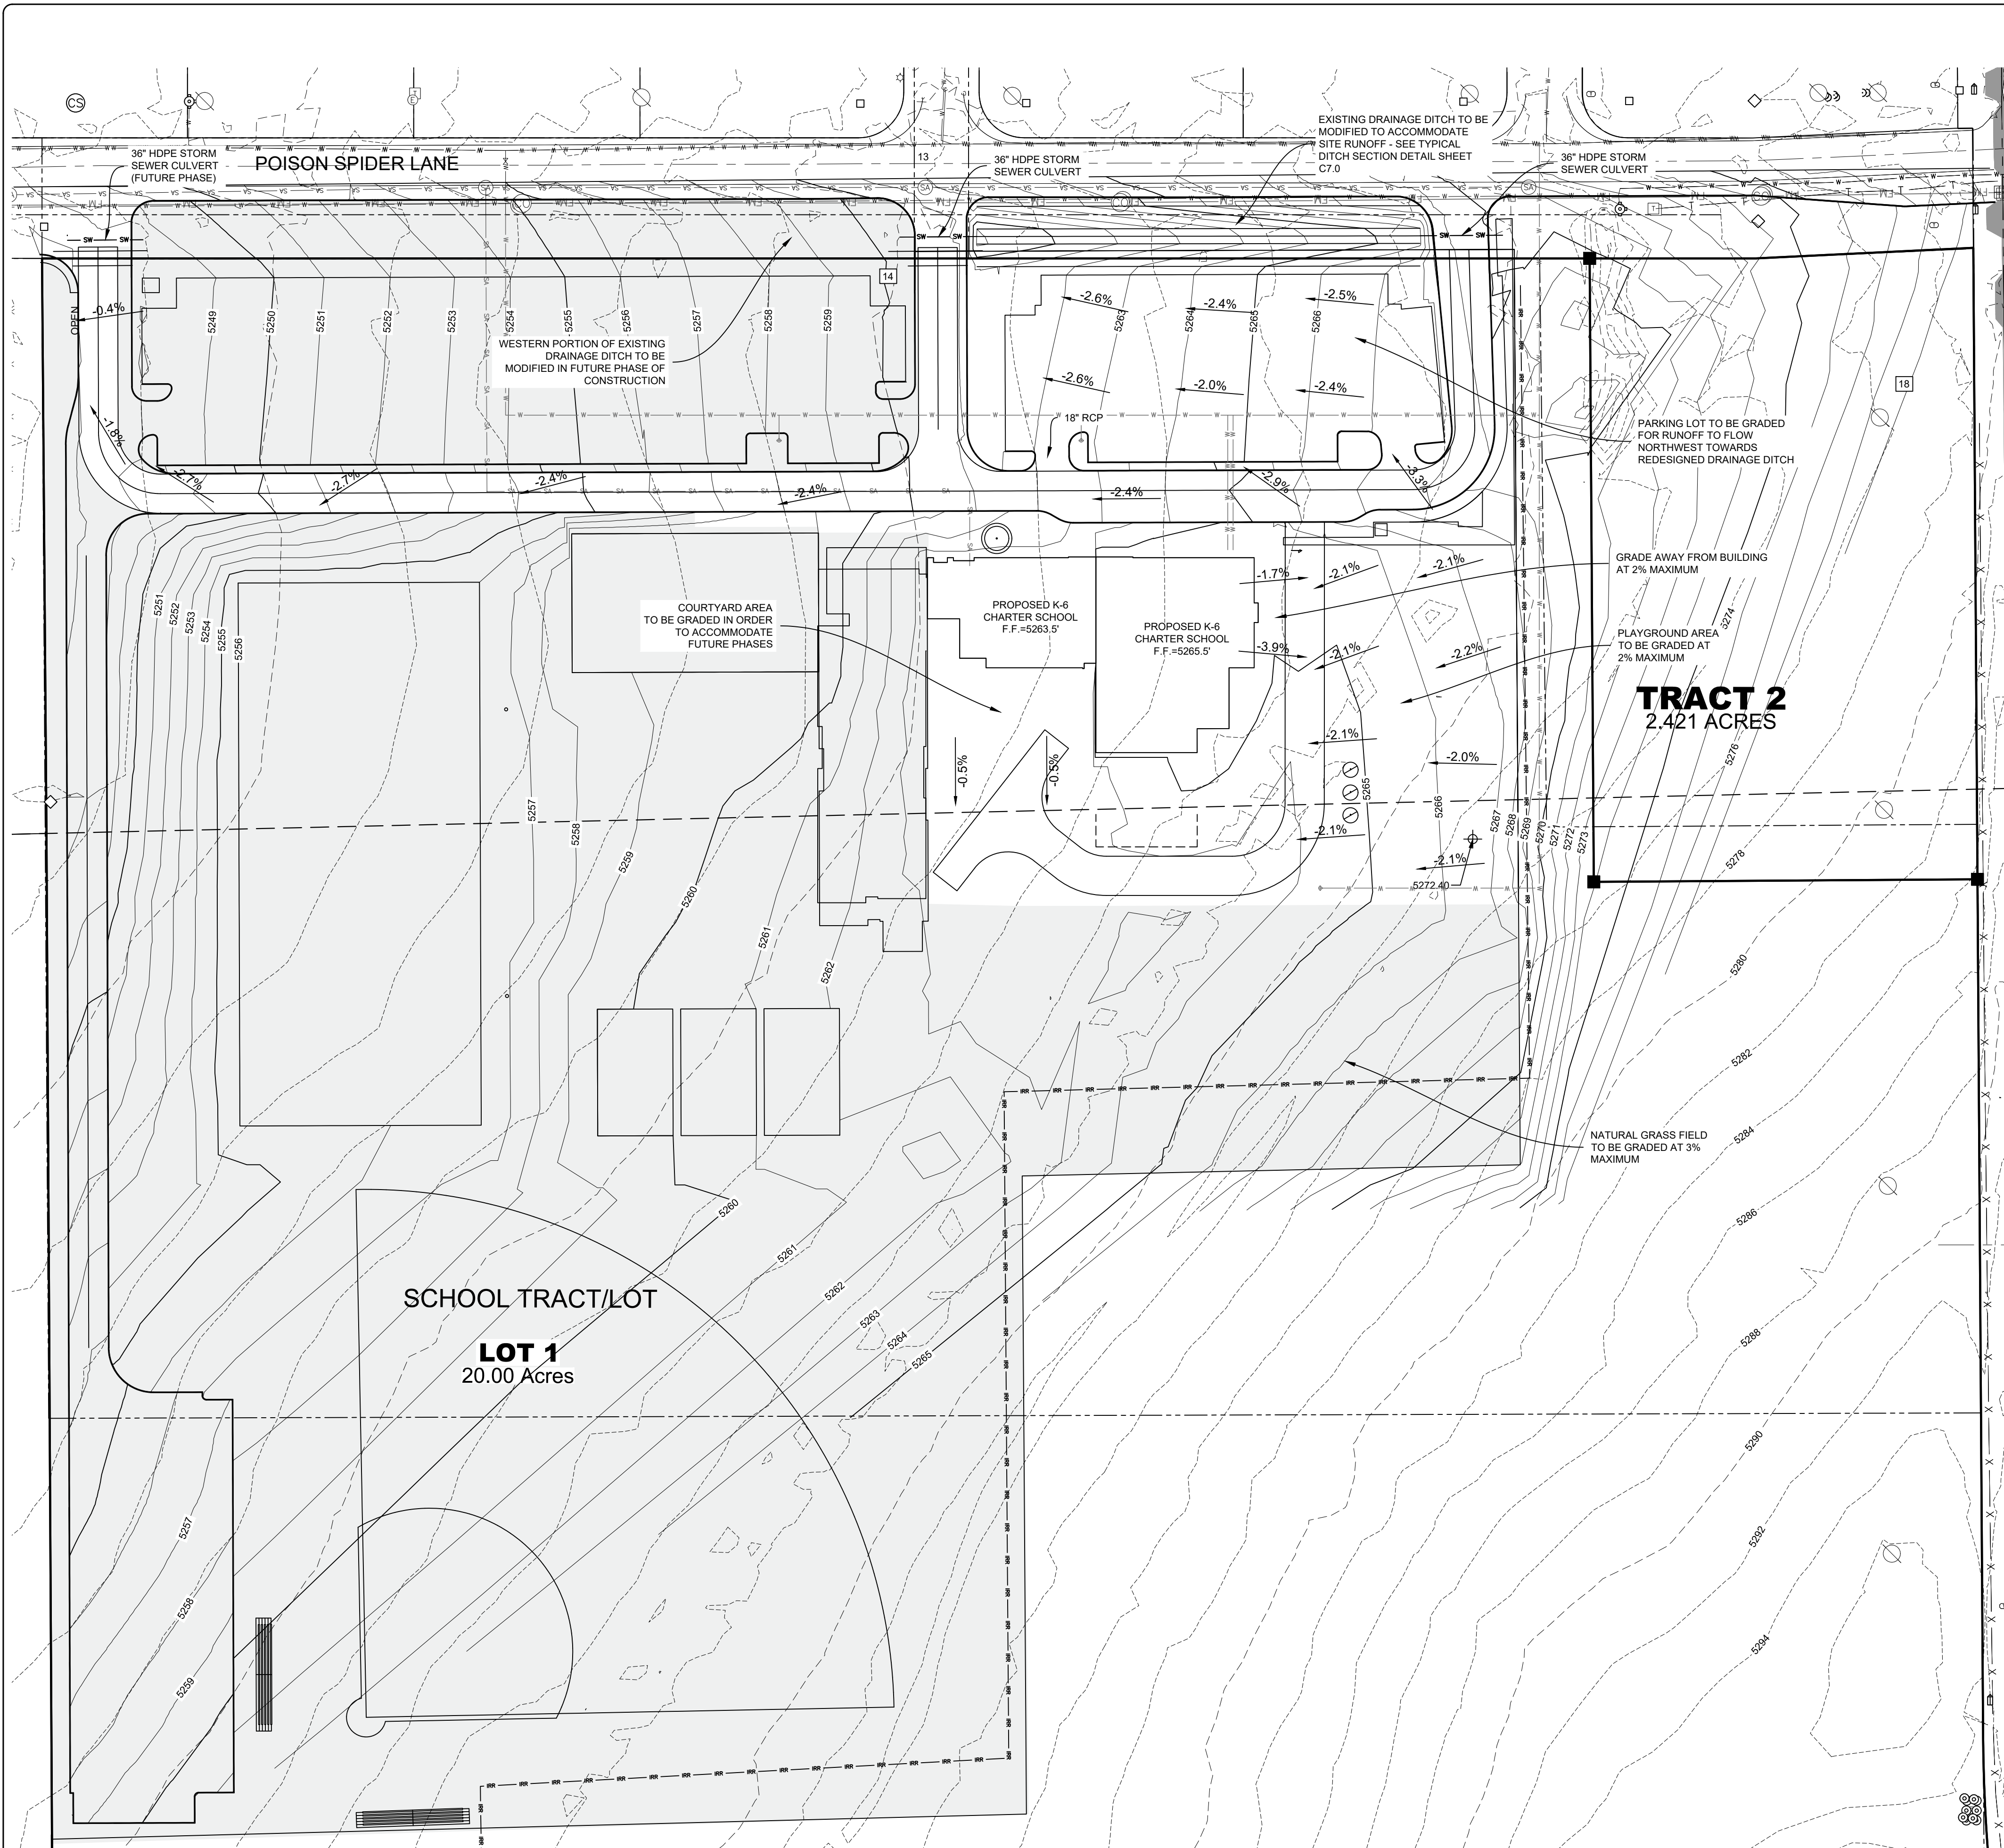 CS
36" HDPE STORM
SEWER CULVERT
(FUTURE PHASE)
POISON SPIDER LANE
13
36" HDPE STORM
SEWER CULVERT
EXISTING DRAINAGE DITCH TO BE
MODIFIED TO ACCOMMODATE
SITE RUNOFF - SEE TYPICAL
DITCH SECTION DETAIL SHEET
C7.0
36" HDPE STORM
SEWER CULVERT
SW
SW
SW
SW
SW
SW
14
OPEN
-0.4%
5249
5250
5251
5252
5253
5254
5255
5256
5257
5258
5259
WESTERN PORTION OF EXISTING
DRAINAGE DITCH TO BE
MODIFIED IN FUTURE PHASE OF
CONSTRUCTION
-2.6%
-2.4%
-2.5%
5263
5264
5265
5266
-2.6%
-2.0%
-2.4%
18
18" RCP
PARKING LOT TO BE GRADED
FOR RUNOFF TO FLOW
NORTHWEST TOWARDS
REDESIGNED DRAINAGE DITCH
-1.8%
-2.7%
-2.7%
-2.4%
-2.4%
-2.4%
-2.9%
-3.3%
GRADE AWAY FROM BUILDING
AT 2% MAXIMUM
-1.7%
-2.1%
-2.1%
5251
5252
5253
5254
5255
5256
COURTYARD AREA
TO BE GRADED IN ORDER
TO ACCOMMODATE
FUTURE PHASES
PROPOSED K-6
CHARTER SCHOOL
F.F.=5263.5'
PROPOSED K-6
CHARTER SCHOOL
F.F.=5265.5'
-3.9%
-2.1%
-2.2%
PLAYGROUND AREA
TO BE GRADED AT
2% MAXIMUM
5274
TRACT 2
2.421 ACRES
5276
-2.1%
-2.0%
-0.5%
-0.5%
-2.1%
-2.1%
5272.40
5257
5258
5259
5260
5261
5262
5265
5266
5267
5268
5269
5270
5271
5272
5273
5278
5280
5282
NATURAL GRASS FIELD
TO BE GRADED AT 3%
MAXIMUM
5284
5286
5288
5290
5292
5294
5260
5261
5262
5263
5264
5265
SCHOOL TRACT/LOT
LOT 1
20.00 Acres
5257
5258
5259